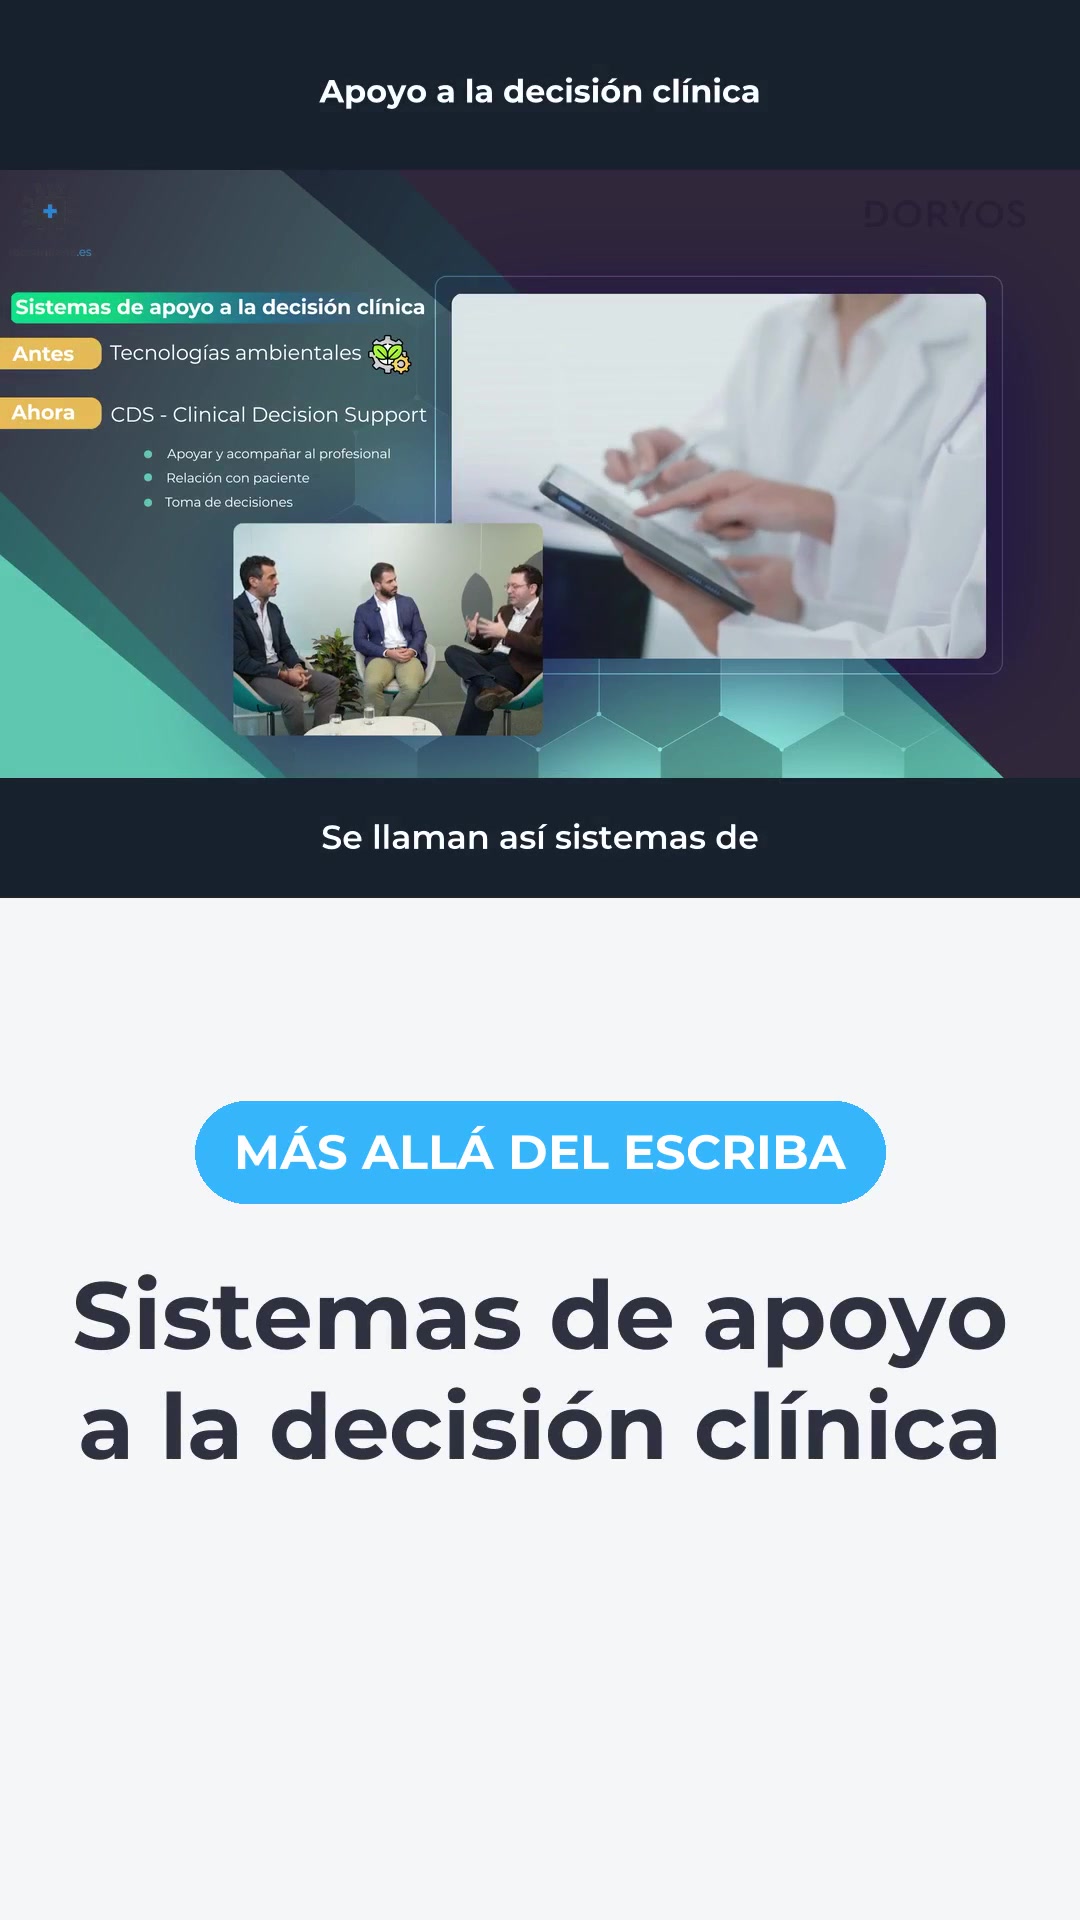 Apoyo a la decisión clínica
.es
DORYOS
Sistemas de apoyo a la decisión clínica
Antes
Tecnologías ambientales
Ahora
CDS - Clinical Decision Support
Apoyar y acompañar al profesional
Relación con paciente
Toma de decisiones
Se llaman así sistemas de
MÁS ALLÁ DEL ESCRIBA
Sistemas de apoyo
a la decisión clínica